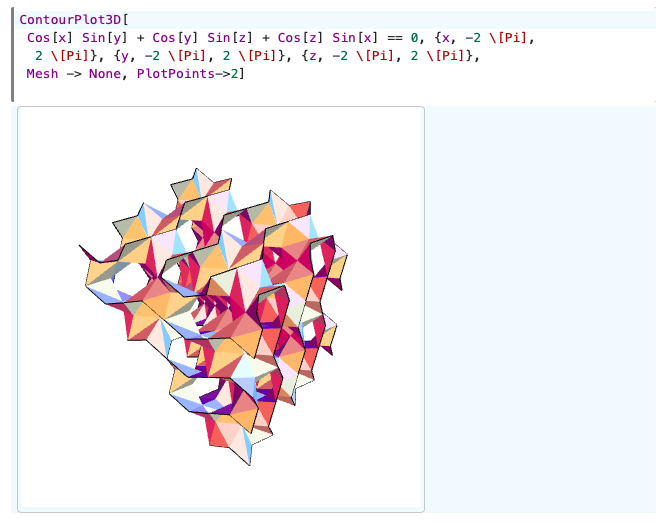 ContourPlot3D[
Cos[x] Sin[y] + Cos[y] Sin[z] + Cos[z] Sin[x] == 0, {x, -2 \[Pi],
2 \[Pi]}, {y, -2 \[Pi], 2 \[Pi]}, {z, -2 \[Pi], 2 \[Pi]},
Mesh -> None, PlotPoints->2]